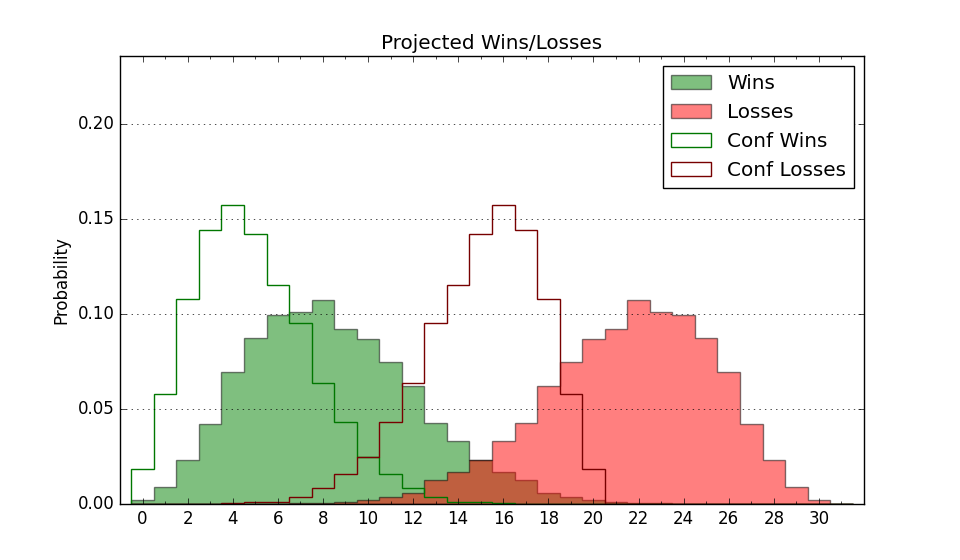 Projected Wins/Losses
Probability
0.20
0.15
0.10
0.05
0.00
0 2 4 6 8 10 12 14 16 18 20 22 24 26 28 30
Wins
Losses
Conf Wins
Conf Losses